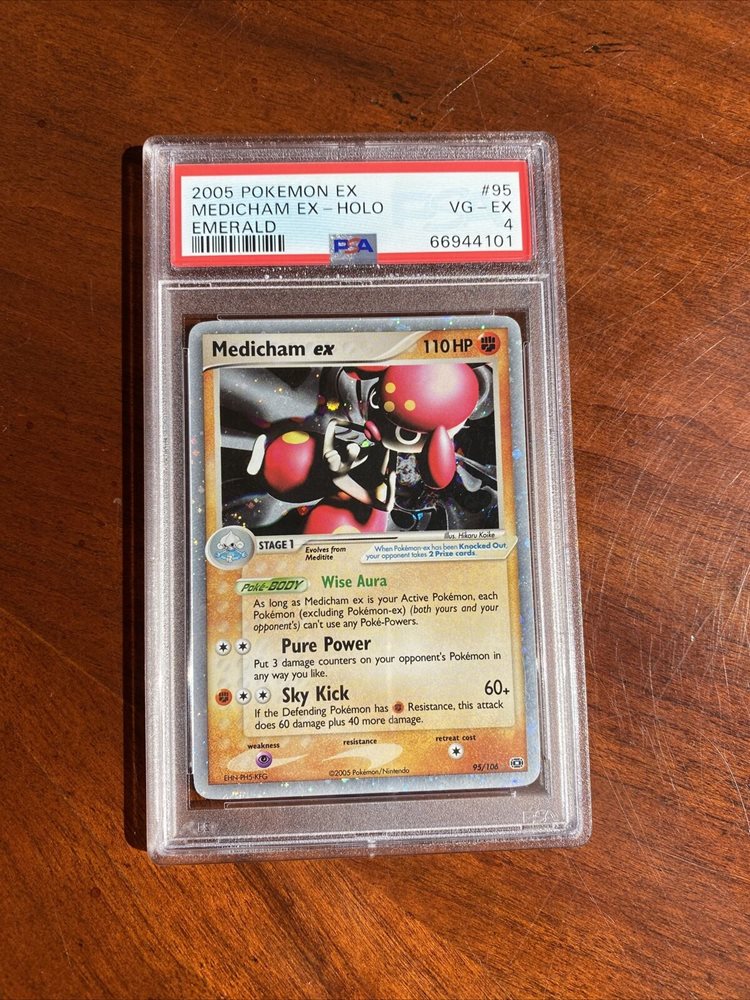 2005 POKEMON EX #95
MEDICHAM EX-HOLO VG-EX
EMERALD 4
PSA 66944101
Medicham ex 110 HP
Illus. Hikaru Koike
STAGE 1
Evolves from
Meditite
When Pokémon-ex has been Knocked Out,
your opponent takes 2 Prize cards.
Poké-BODY Wise Aura
As long as Medicham ex is your Active Pokémon, each
Pokémon (excluding Pokémon-ex) (both yours and your
opponent's) can't use any Poké-Powers.
Pure Power
Put 3 damage counters on your opponent's Pokémon in
any way you like.
Sky Kick 60+
If the Defending Pokémon has Resistance, this attack
does 60 damage plus 40 more damage.
weakness resistance retreat cost
EHN-PH5-KFG ©2005 Pokémon/Nintendo 95/106